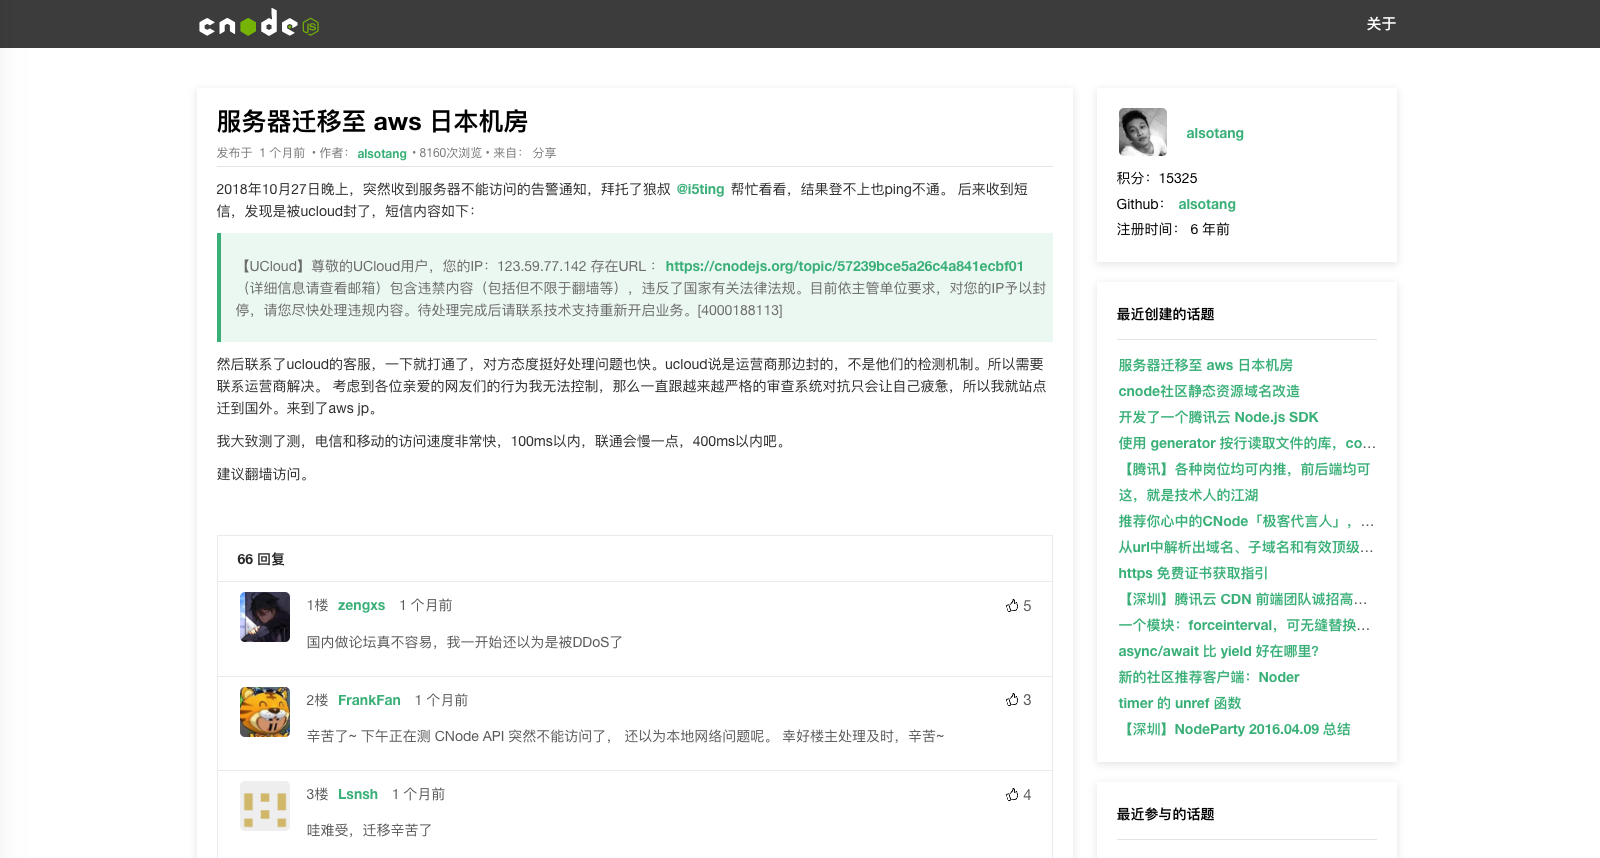 cnode JS
关于
服务器迁移至 aws 日本机房
发布于 1 个月前 • 作者： alsotang • 8160次浏览 • 来自： 分享
2018年10月27日晚上，突然收到服务器不能访问的告警通知，拜托了狼叔 @i5ting 帮忙看看，结果登不上也ping不通。 后来收到短
信，发现是被ucloud封了，短信内容如下：
【UCloud】尊敬的UCloud用户，您的IP：123.59.77.142 存在URL ： https://cnodejs.org/topic/57239bce5a26c4a841ecbf01
（详细信息请查看邮箱）包含违禁内容（包括但不限于翻墙等），违反了国家有关法律法规。目前依主管单位要求，对您的IP予以封
停，请您尽快处理违规内容。待处理完成后请联系技术支持重新开启业务。[4000188113]
然后联系了ucloud的客服，一下就打通了，对方态度挺好处理问题也快。ucloud说是运营商那边封的，不是他们的检测机制。所以需要
联系运营商解决。 考虑到各位亲爱的网友们的行为我无法控制，那么一直跟越来越严格的审查系统对抗只会让自己疲惫，所以我就站点
迁到国外。来到了aws jp。
我大致测了测，电信和移动的访问速度非常快，100ms以内，联通会慢一点，400ms以内吧。
建议翻墙访问。
66 回复
1楼 zengxs 1 个月前 5
国内做论坛真不容易，我一开始还以为是被DDoS了
2楼 FrankFan 1 个月前 3
辛苦了~ 下午正在测 CNode API 突然不能访问了， 还以为本地网络问题呢。 幸好楼主处理及时，辛苦~
3楼 Lsnsh 1 个月前 4
哇难受，迁移辛苦了
alsotang
积分：15325
Github： alsotang
注册时间： 6 年前
最近创建的话题
服务器迁移至 aws 日本机房
cnode社区静态资源域名改造
开发了一个腾讯云 Node.js SDK
使用 generator 按行读取文件的库，co...
【腾讯】各种岗位均可内推，前后端均可
这，就是技术人的江湖
推荐你心中的CNode「极客代言人」，...
从url中解析出域名、子域名和有效顶级...
https 免费证书获取指引
【深圳】腾讯云 CDN 前端团队诚招高...
一个模块：forceinterval，可无缝替换...
async/await 比 yield 好在哪里？
新的社区推荐客户端：Noder
timer 的 unref 函数
【深圳】NodeParty 2016.04.09 总结
最近参与的话题